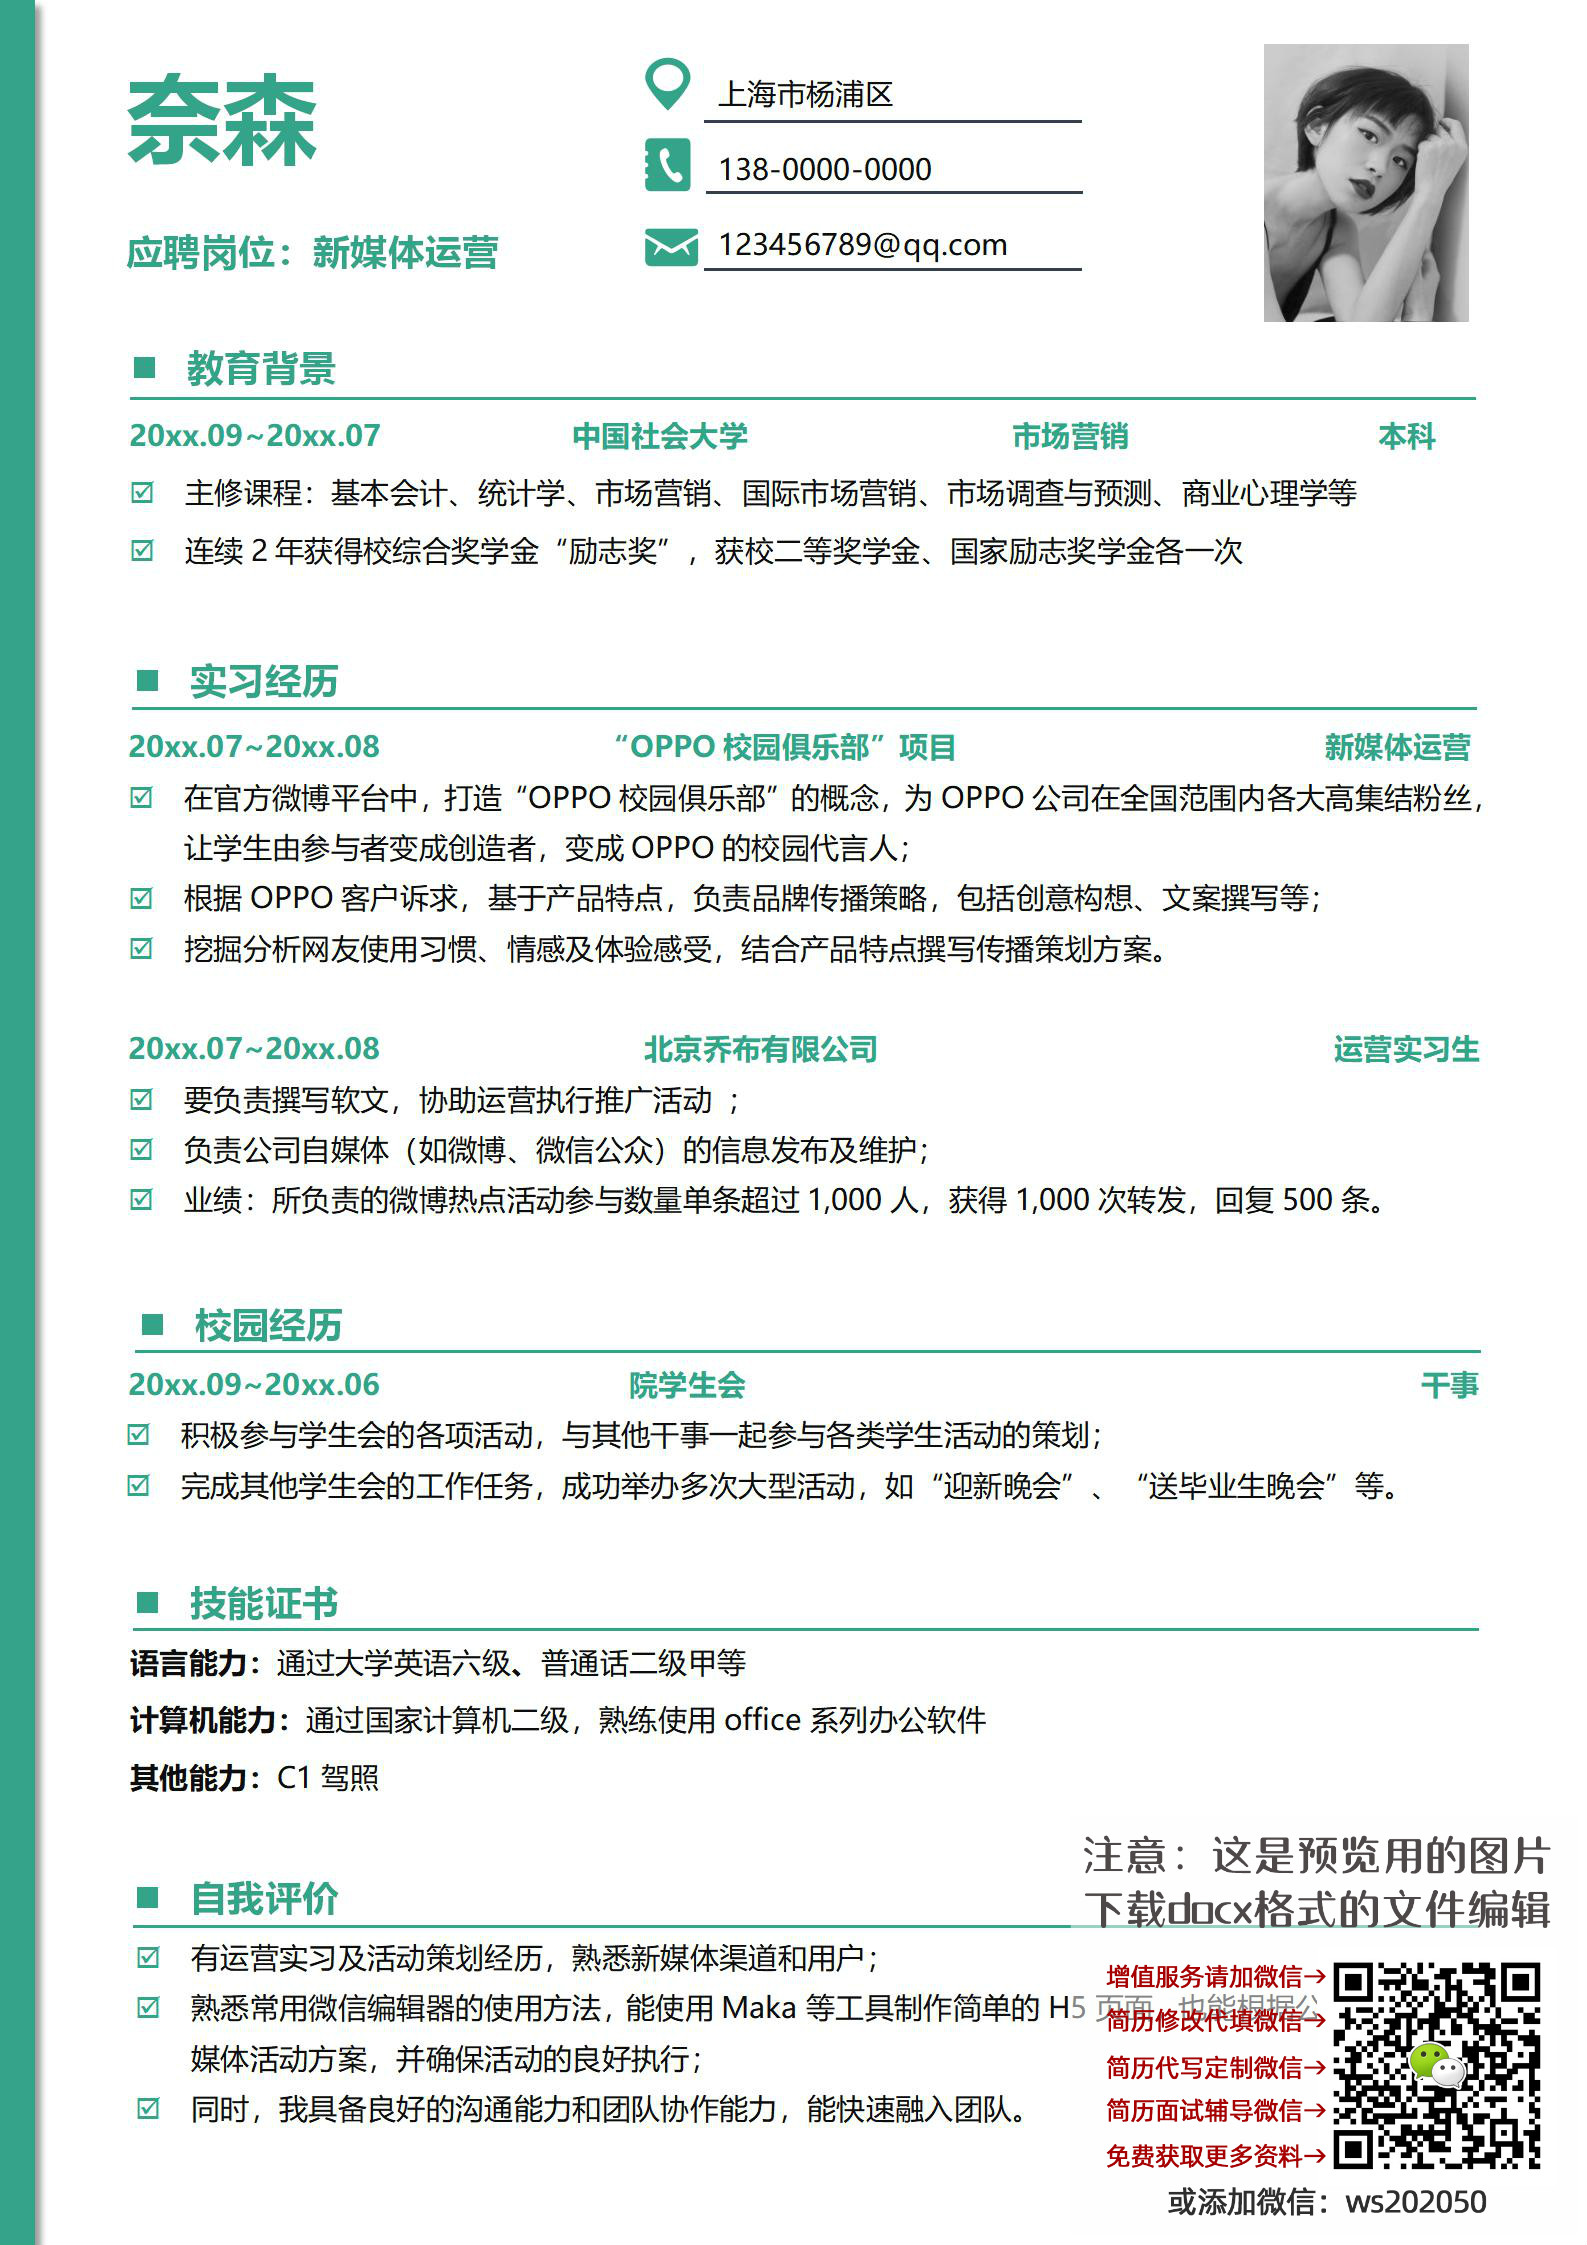 奈森
应聘岗位：新媒体运营
上海市杨浦区
138-0000-0000
123456789@qq.com
教育背景
20xx.09~20xx.07 中国社会大学 市场营销 本科
主修课程：基本会计、统计学、市场营销、国际市场营销、市场调查与预测、商业心理学等
连续 2 年获得校综合奖学金“励志奖”，获校二等奖学金、国家励志奖学金各一次
实习经历
20xx.07~20xx.08 “OPPO 校园俱乐部”项目 新媒体运营
在官方微博平台中，打造“OPPO 校园俱乐部”的概念，为 OPPO 公司在全国范围内各大高集结粉丝，
让学生由参与者变成创造者，变成 OPPO 的校园代言人；
根据 OPPO 客户诉求，基于产品特点，负责品牌传播策略，包括创意构想、文案撰写等；
挖掘分析网友使用习惯、情感及体验感受，结合产品特点撰写传播策划方案。
20xx.07~20xx.08 北京乔布有限公司 运营实习生
要负责撰写软文，协助运营执行推广活动 ；
负责公司自媒体（如微博、微信公众）的信息发布及维护；
业绩：所负责的微博热点活动参与数量单条超过 1,000 人，获得 1,000 次转发，回复 500 条。
校园经历
20xx.09~20xx.06 院学生会 干事
积极参与学生会的各项活动，与其他干事一起参与各类学生活动的策划；
完成其他学生会的工作任务，成功举办多次大型活动，如“迎新晚会”、“送毕业生晚会”等。
技能证书
语言能力：通过大学英语六级、普通话二级甲等
计算机能力：通过国家计算机二级，熟练使用 office 系列办公软件
其他能力：C1 驾照
自我评价
有运营实习及活动策划经历，熟悉新媒体渠道和用户；
熟悉常用微信编辑器的使用方法，能使用 Maka 等工具制作简单的 H5 页面，也能根据公
媒体活动方案，并确保活动的良好执行；
同时，我具备良好的沟通能力和团队协作能力，能快速融入团队。
注意：这是预览用的图片
下载docx格式的文件编辑
增值服务请加微信→
简历修改代填微信→
简历代写定制微信→
简历面试辅导微信→
免费获取更多资料→
或添加微信：ws202050